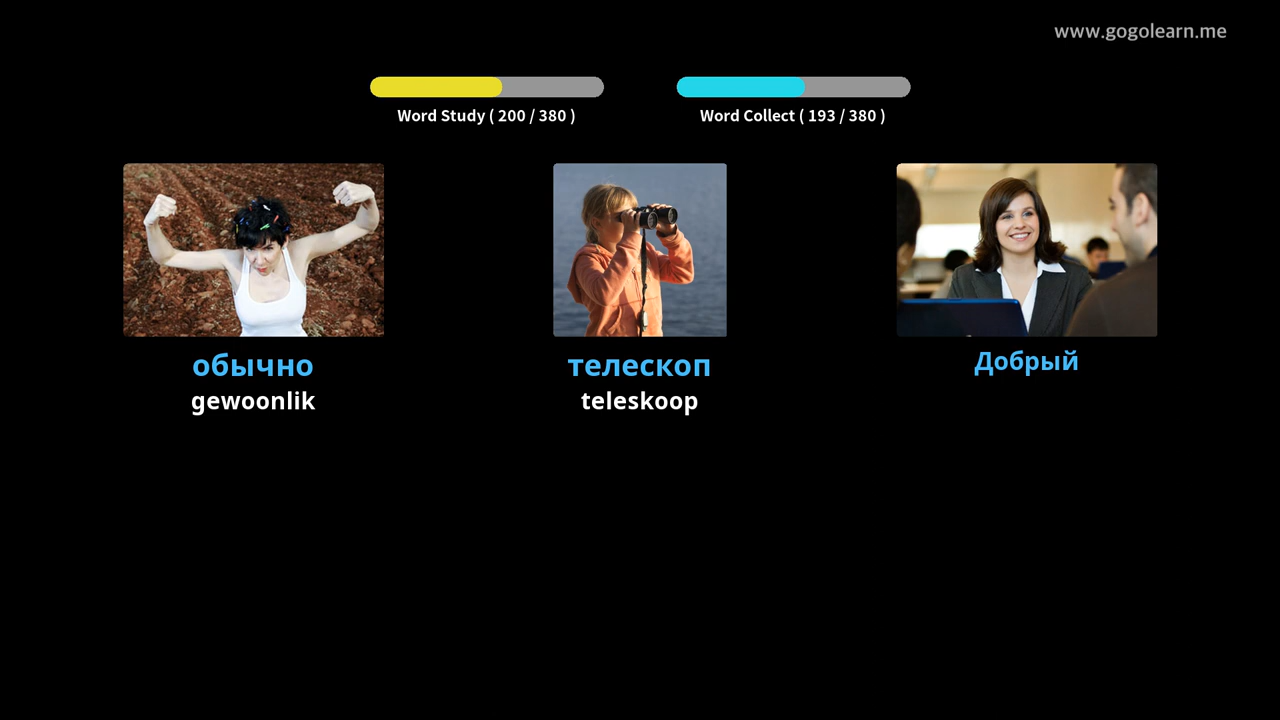 www.gogolearn.me
Word Study ( 200 / 380 )
Word Collect ( 193 / 380 )
обычно
gewoonlik
телескоп
teleskoop
Добрый